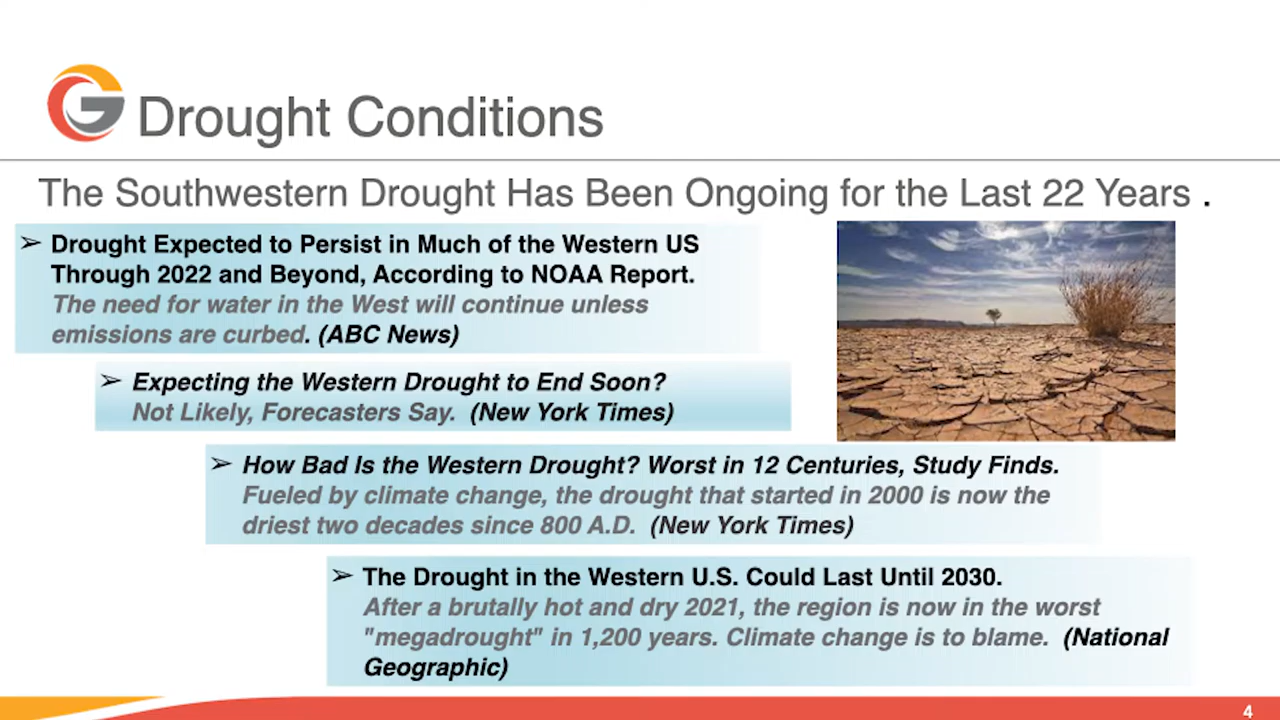 G
Drought Conditions
The Southwestern Drought Has Been Ongoing for the Last 22 Years .
➢ Drought Expected to Persist in Much of the Western US
Through 2022 and Beyond, According to NOAA Report.
The need for water in the West will continue unless
emissions are curbed. (ABC News)
➢ Expecting the Western Drought to End Soon?
Not Likely, Forecasters Say. (New York Times)
➢ How Bad Is the Western Drought? Worst in 12 Centuries, Study Finds.
Fueled by climate change, the drought that started in 2000 is now the
driest two decades since 800 A.D. (New York Times)
➢ The Drought in the Western U.S. Could Last Until 2030.
After a brutally hot and dry 2021, the region is now in the worst
"megadrought" in 1,200 years. Climate change is to blame. (National
Geographic)
4